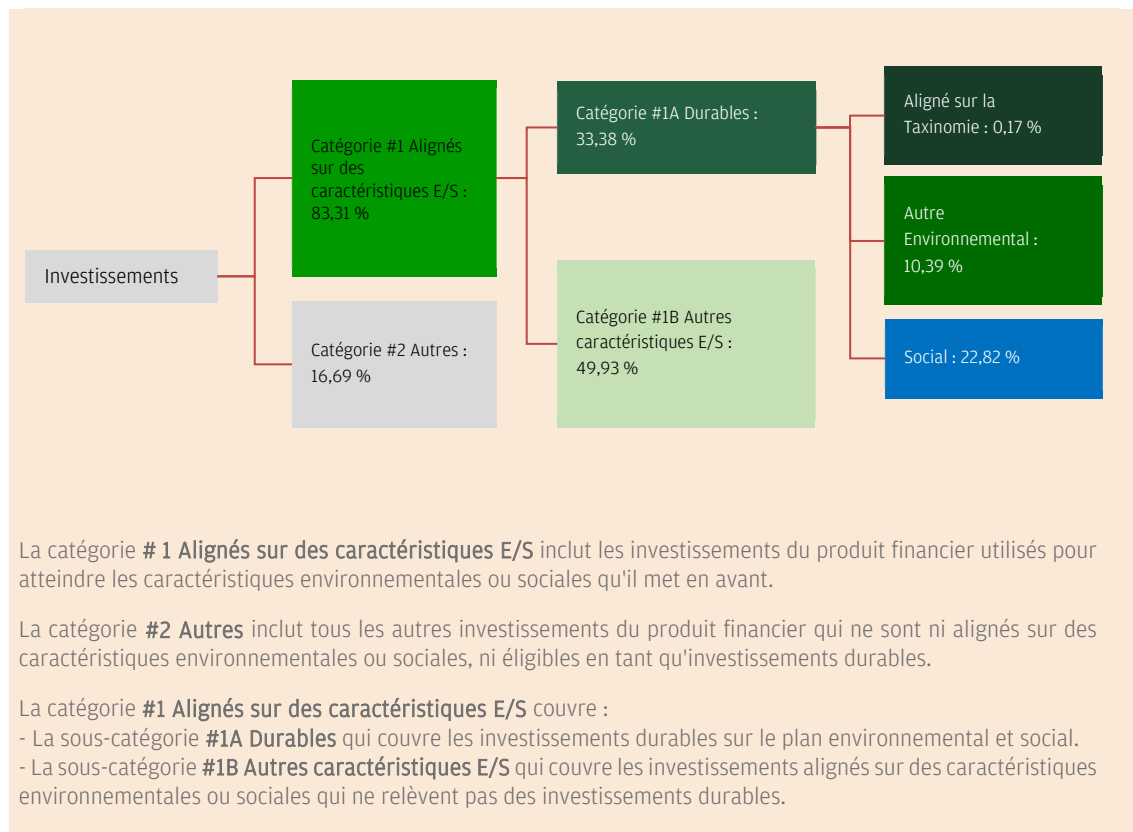 Investissements
Catégorie #1 Alignés
sur des
caractéristiques E/S :
83,31 %
Catégorie #2 Autres :
16,69 %
Catégorie #1A Durables :
33,38 %
Catégorie #1B Autres
caractéristiques E/S :
49,93 %
Aligné sur la
Taxinomie : 0,17 %
Autre
Environnemental :
10,39 %
Social : 22,82 %
La catégorie # 1 Alignés sur des caractéristiques E/S inclut les investissements du produit financier utilisés pour
atteindre les caractéristiques environnementales ou sociales qu'il met en avant.
La catégorie #2 Autres inclut tous les autres investissements du produit financier qui ne sont ni alignés sur des
caractéristiques environnementales ou sociales, ni éligibles en tant qu'investissements durables.
La catégorie #1 Alignés sur des caractéristiques E/S couvre :
- La sous-catégorie #1A Durables qui couvre les investissements durables sur le plan environnemental et social.
- La sous-catégorie #1B Autres caractéristiques E/S qui couvre les investissements alignés sur des caractéristiques
environnementales ou sociales qui ne relèvent pas des investissements durables.